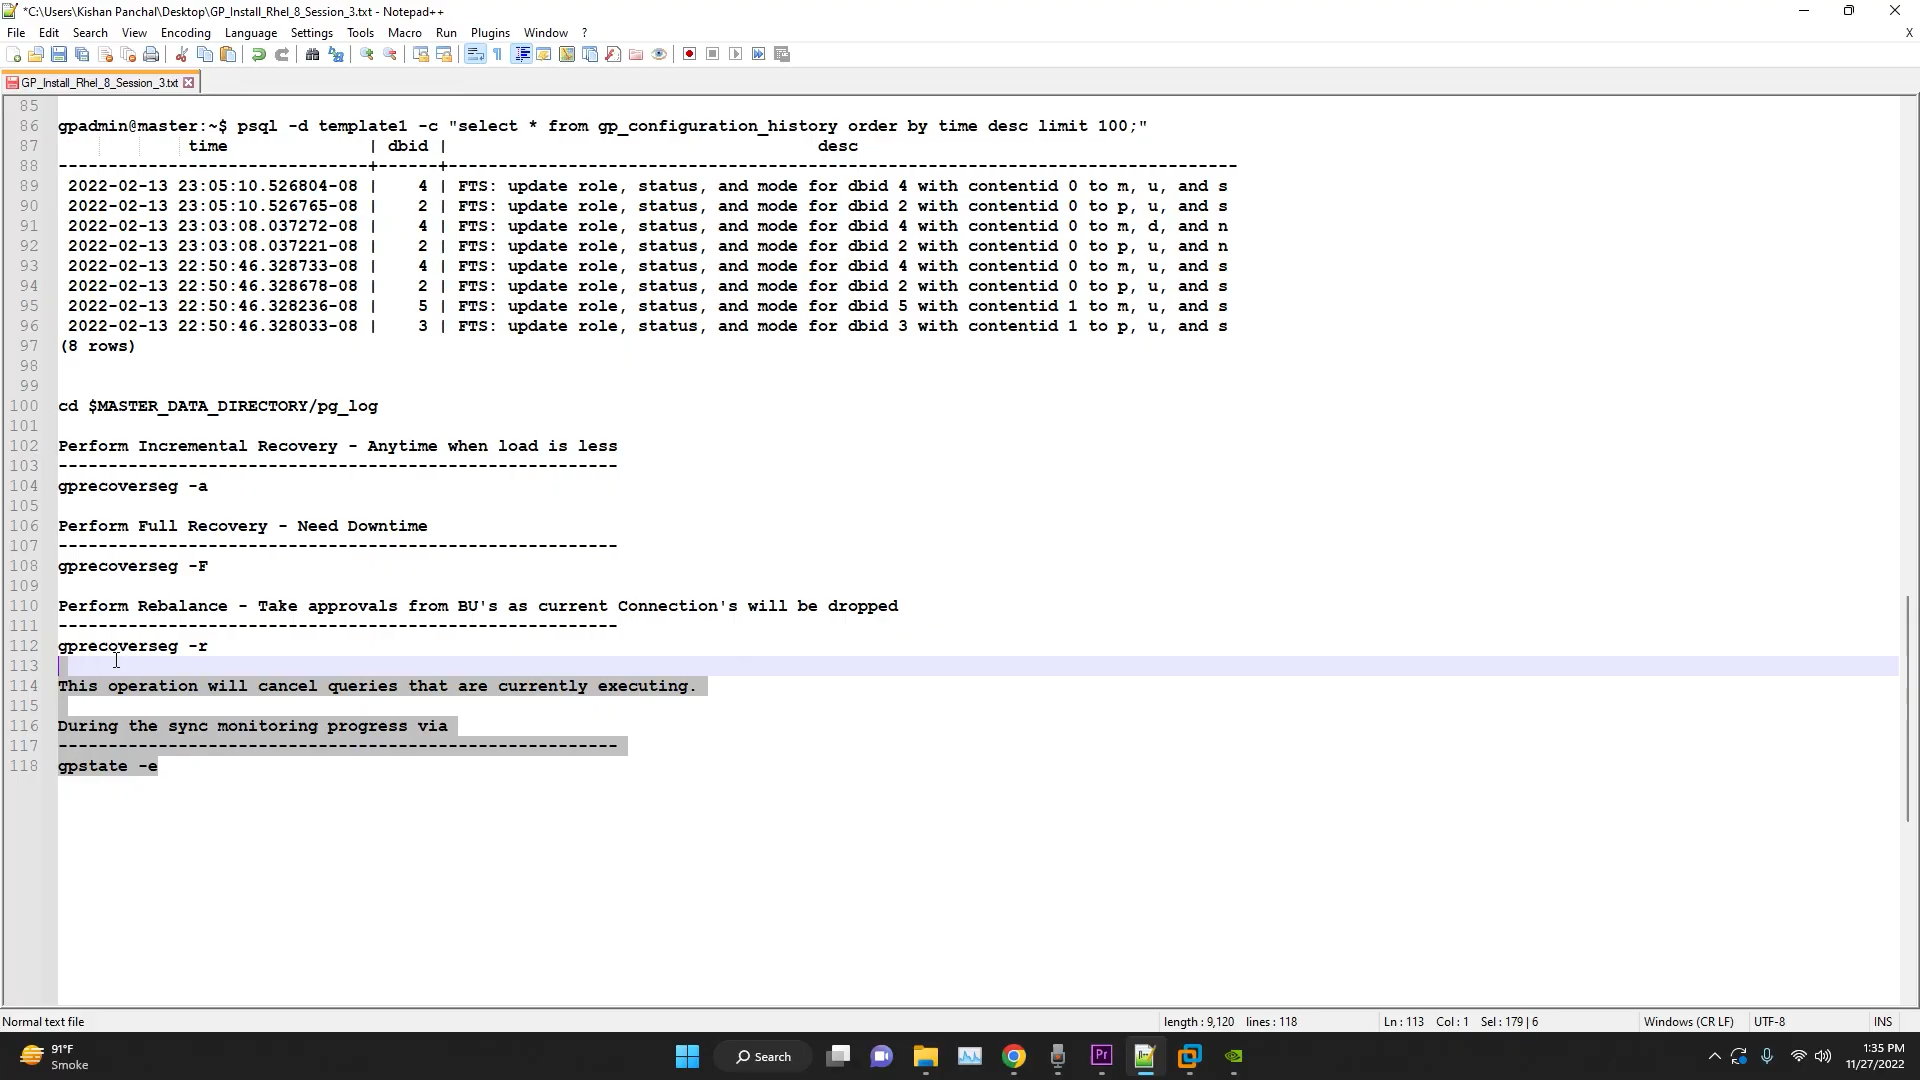 *C:\Users\Kishan Panchal\Desktop\GP_Install_Rhel_8_Session_3.txt - Notepad++
File Edit Search View Encoding Language Settings Tools Macro Run Plugins Window ? X
GP_Install_Rhel_8_Session_3.txt
85
86 gpadmin@master:~$ psql -d template1 -c "select * from gp_configuration_history order by time desc limit 100;"
87 time | dbid | desc
88 -------------------------------+------+-------------------------------------------------------------------------------
89 2022-02-13 23:05:10.526804-08 | 4 | FTS: update role, status, and mode for dbid 4 with contentid 0 to m, u, and s
90 2022-02-13 23:05:10.526765-08 | 2 | FTS: update role, status, and mode for dbid 2 with contentid 0 to p, u, and s
91 2022-02-13 23:03:08.037272-08 | 4 | FTS: update role, status, and mode for dbid 4 with contentid 0 to m, d, and n
92 2022-02-13 23:03:08.037221-08 | 2 | FTS: update role, status, and mode for dbid 2 with contentid 0 to p, u, and n
93 2022-02-13 22:50:46.328733-08 | 4 | FTS: update role, status, and mode for dbid 4 with contentid 0 to m, u, and s
94 2022-02-13 22:50:46.328678-08 | 2 | FTS: update role, status, and mode for dbid 2 with contentid 0 to p, u, and s
95 2022-02-13 22:50:46.328236-08 | 5 | FTS: update role, status, and mode for dbid 5 with contentid 1 to m, u, and s
96 2022-02-13 22:50:46.328033-08 | 3 | FTS: update role, status, and mode for dbid 3 with contentid 1 to p, u, and s
97 (8 rows)
98
99
100 cd $MASTER_DATA_DIRECTORY/pg_log
101
102 Perform Incremental Recovery - Anytime when load is less
103 --------------------------------------------------------
104 gprecoverseg -a
105
106 Perform Full Recovery - Need Downtime
107 --------------------------------------------------------
108 gprecoverseg -F
109
110 Perform Rebalance - Take approvals from BU's as current Connection's will be dropped
111 --------------------------------------------------------
112 gprecoverseg -r
113
114 This operation will cancel queries that are currently executing.
115
116 During the sync monitoring progress via
117 --------------------------------------------------------
118 gpstate -e
Normal text file length : 9,120 lines : 118 Ln : 113 Col : 1 Sel : 179 | 6 Windows (CR LF) UTF-8 INS
91°F
Smoke
Search
Pr
1:35 PM
11/27/2022